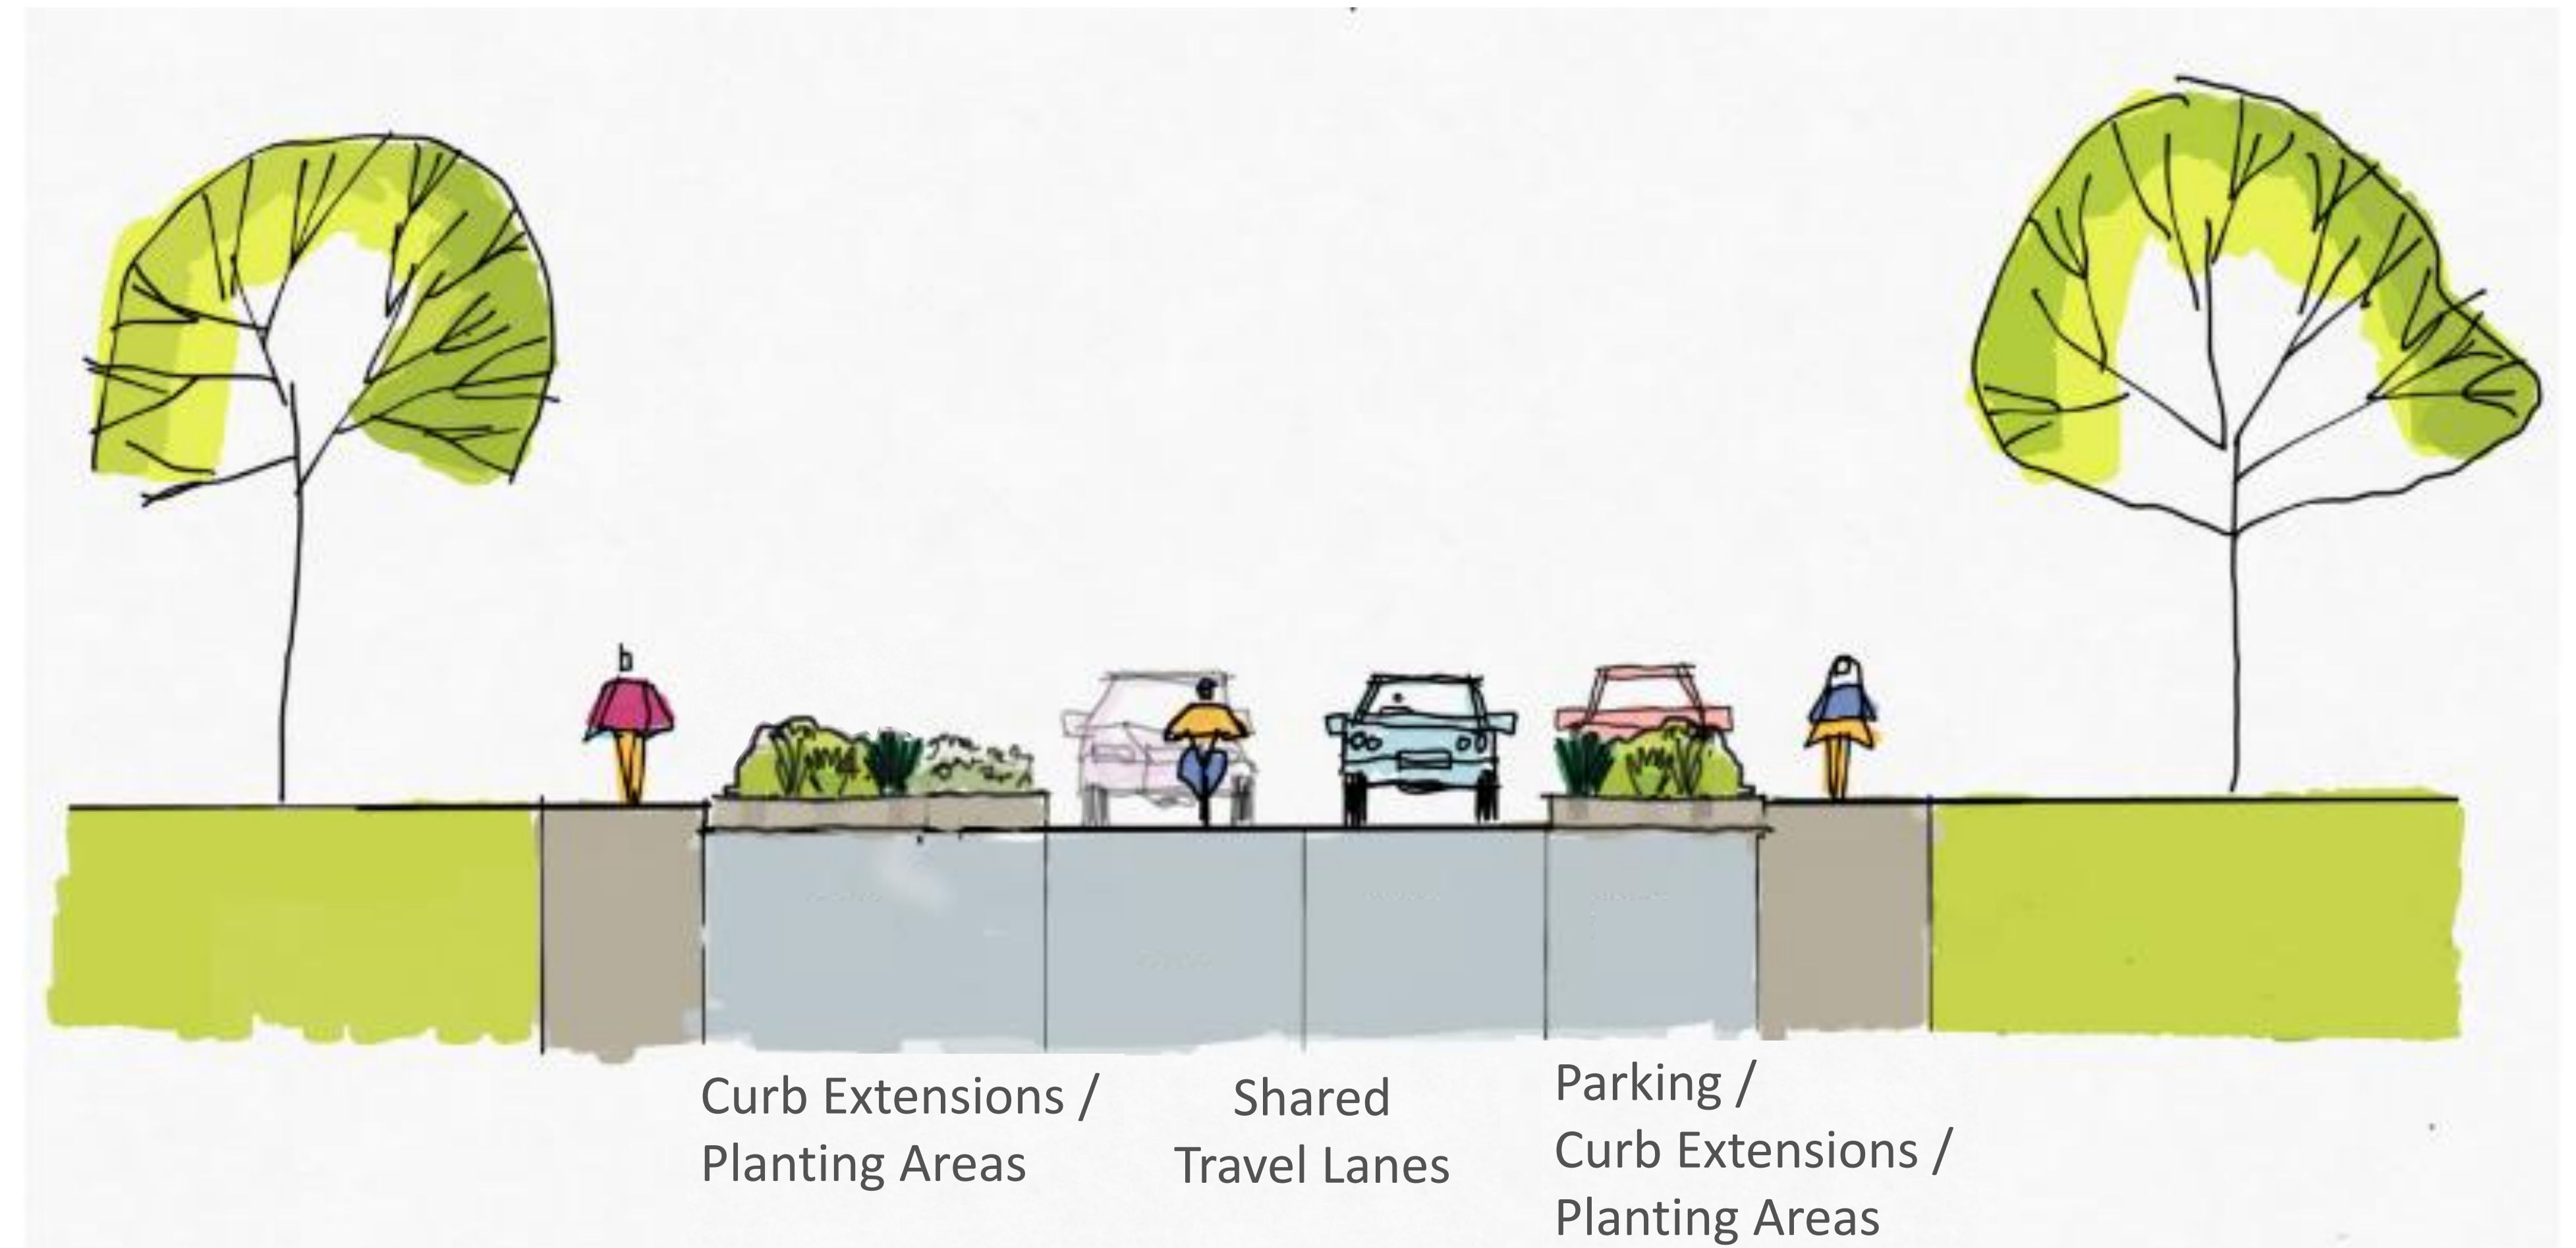 Curb Extensions /
Planting Areas
Shared
Travel Lanes
Parking /
Curb Extensions /
Planting Areas